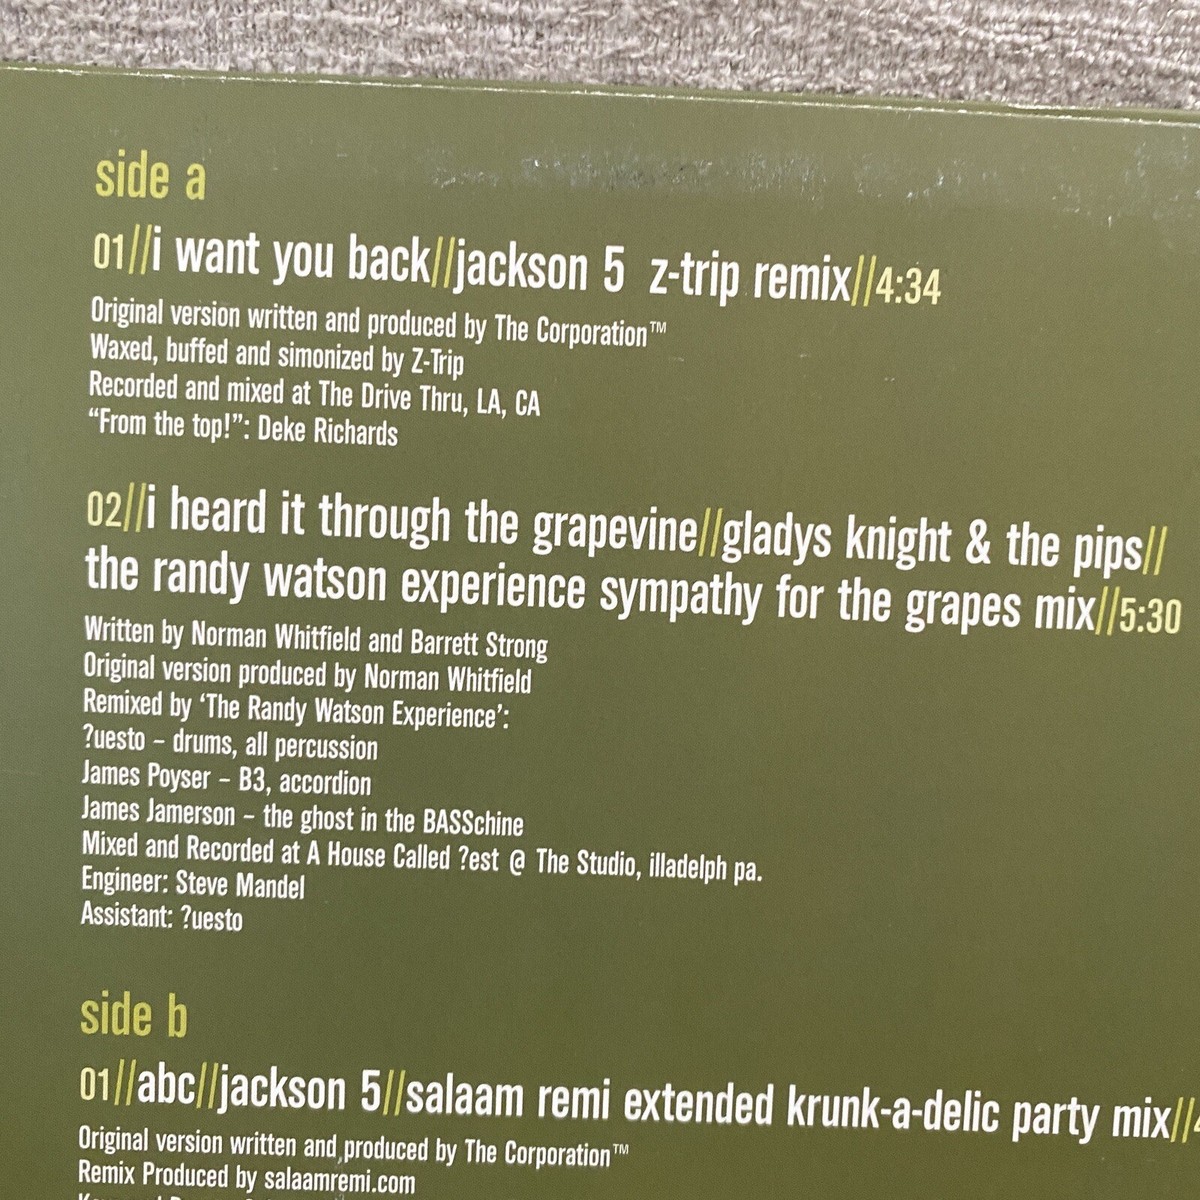 side a
01//i want you back//jackson 5 z-trip remix//4:34
Original version written and produced by The Corporation™
Waxed, buffed and simonized by Z-Trip
Recorded and mixed at The Drive Thru, LA, CA
“From the top!”: Deke Richards
02//i heard it through the grapevine//gladys knight & the pips//
the randy watson experience sympathy for the grapes mix//5:30
Written by Norman Whitfield and Barrett Strong
Original version produced by Norman Whitfield
Remixed by ‘The Randy Watson Experience’:
?uesto – drums, all percussion
James Poyser – B3, accordion
James Jamerson – the ghost in the BASSchine
Mixed and Recorded at A House Called ?est @ The Studio, illadelph pa.
Engineer: Steve Mandel
Assistant: ?uesto
side b
01//abc//jackson 5//salaam remi extended krunk-a-delic party mix//
Original version written and produced by The Corporation™
Remix Produced by salaamremi.com